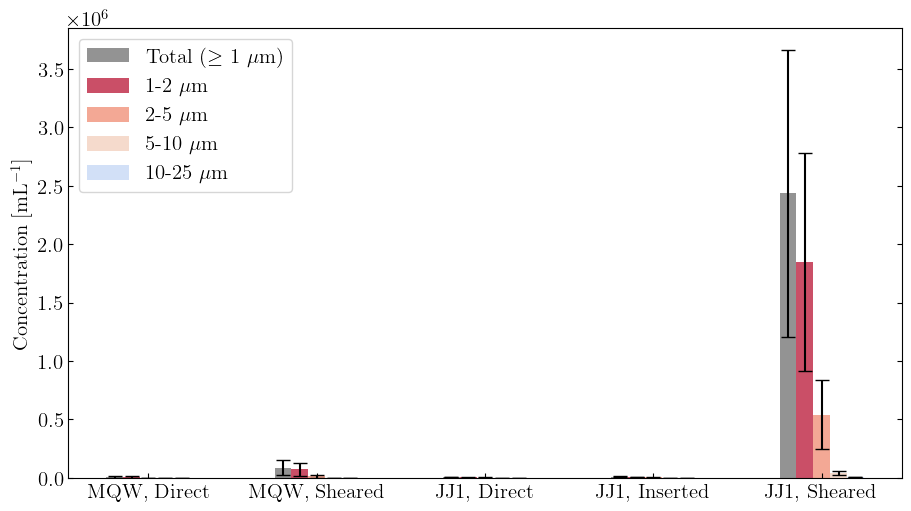 ×10⁶
Total (≥ 1 μm)
1-2 μm
2-5 μm
5-10 μm
10-25 μm
Concentration [mL⁻¹]
3.5
3.0
2.5
2.0
1.5
1.0
0.5
0.0
MQW, Direct
MQW, Sheared
JJ1, Direct
JJ1, Inserted
JJ1, Sheared